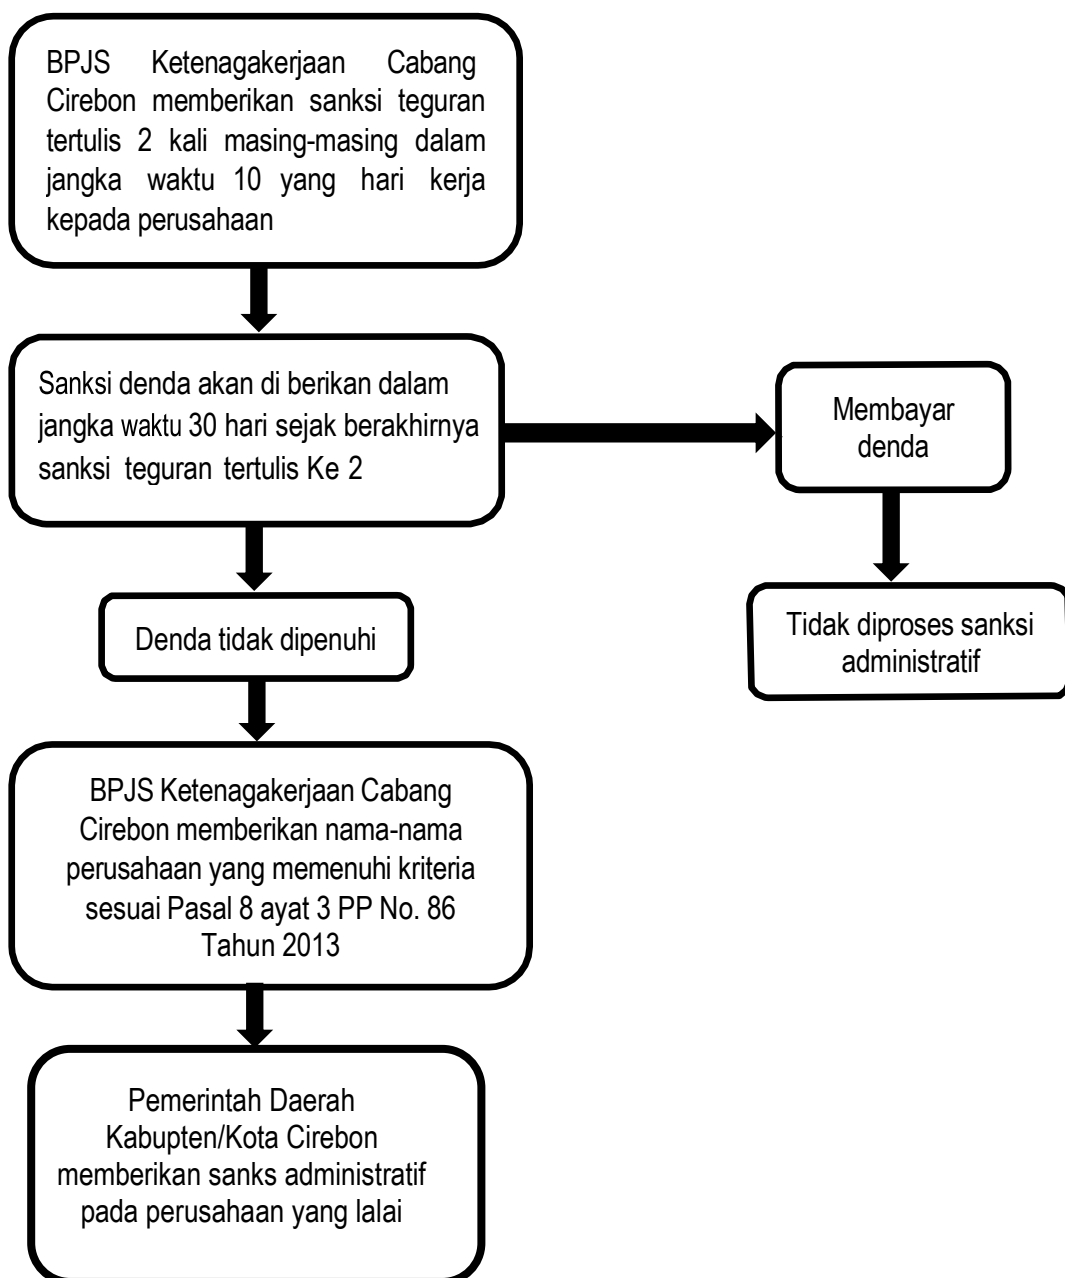 BPJS Ketenagakerjaan Cabang
Cirebon memberikan sanksi teguran
tertulis 2 kali masing-masing dalam
jangka waktu 10 yang hari kerja
kepada perusahaan
Sanksi denda akan di berikan dalam
jangka waktu 30 hari sejak berakhirnya
sanksi teguran tertulis Ke 2
Membayar
denda
Denda tidak dipenuhi
Tidak diproses sanksi
administratif
BPJS Ketenagakerjaan Cabang
Cirebon memberikan nama-nama
perusahaan yang memenuhi kriteria
sesuai Pasal 8 ayat 3 PP No. 86
Tahun 2013
Pemerintah Daerah
Kabupten/Kota Cirebon
memberikan sanks administratif
pada perusahaan yang lalai